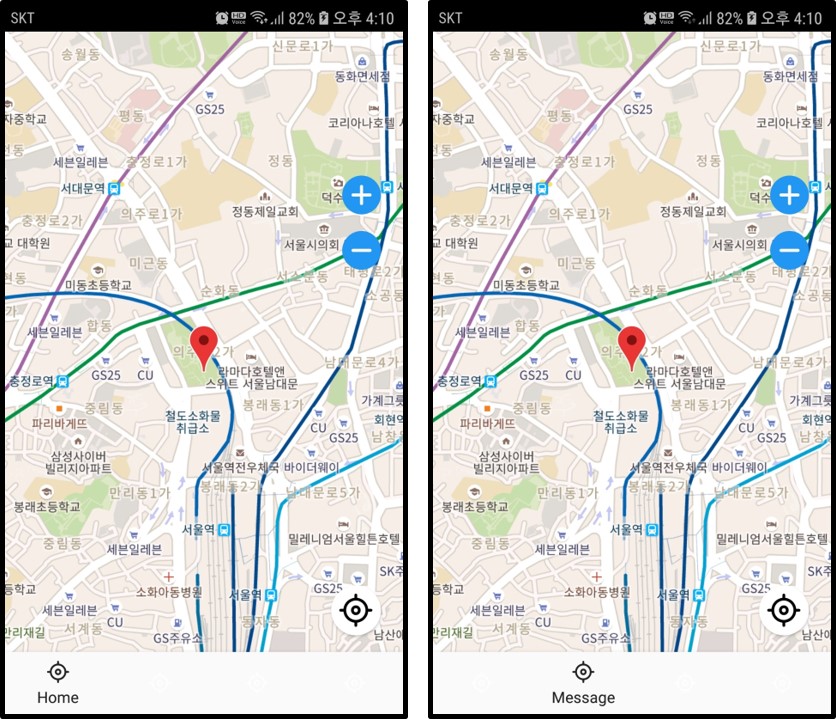 SKT
HD
Voice
82%
오후 4:10
송월동
신문로1가
동화면세점
자중학교
평동
GS25
코리아나호텔
세븐일레븐
충정로1가
정동
서대문역
덕수
충정로2가
의주로1가
정동제일교회
교 대학원
서울시의회
미근동
태평로2가
서소문동
미동초등학교
순화동
소공동
세븐일레븐
합동
충정로역
GS25
CU
라마다호텔앤
스위트 서울남대문
남대문로4가
중림동
봉래동1가
가계그릇
파리바게뜨
철도소화물
취급소
CU
GS25
회현역
남창동
삼성사이버
빌리지아파트
서울역전우체국
바이더웨이
만리동1가
봉래동2가
남대문로5가
봉래초등학교
서울역
중림동
세븐일레븐
밀레니엄서울힐튼호텔
등학교
소화아동병원
서울역
GS25
SK주
세븐일레븐
CU
만리재길
서계동
GS주유소
동자동
Home
SKT
HD
Voice
82%
오후 4:10
송월동
신문로1가
동화면세점
자중학교
평동
GS25
코리아나호텔
세븐일레븐
충정로1가
정동
서대문역
덕수
충정로2가
의주로1가
정동제일교회
교 대학원
서울시의회
미근동
태평로2가
서소문동
미동초등학교
순화동
소공동
세븐일레븐
합동
충정로역
GS25
CU
라마다호텔앤
스위트 서울남대문
남대문로4가
중림동
봉래동1가
가계그릇
파리바게뜨
철도소화물
취급소
CU
GS25
회현역
남창동
삼성사이버
빌리지아파트
서울역전우체국
바이더웨이
만리동1가
봉래동2가
남대문로5가
봉래초등학교
서울역
중림동
세븐일레븐
밀레니엄서울힐튼호텔
등학교
소화아동병원
서울역
GS25
SK주
세븐일레븐
CU
만리재길
서계동
GS주유소
동자동
Message